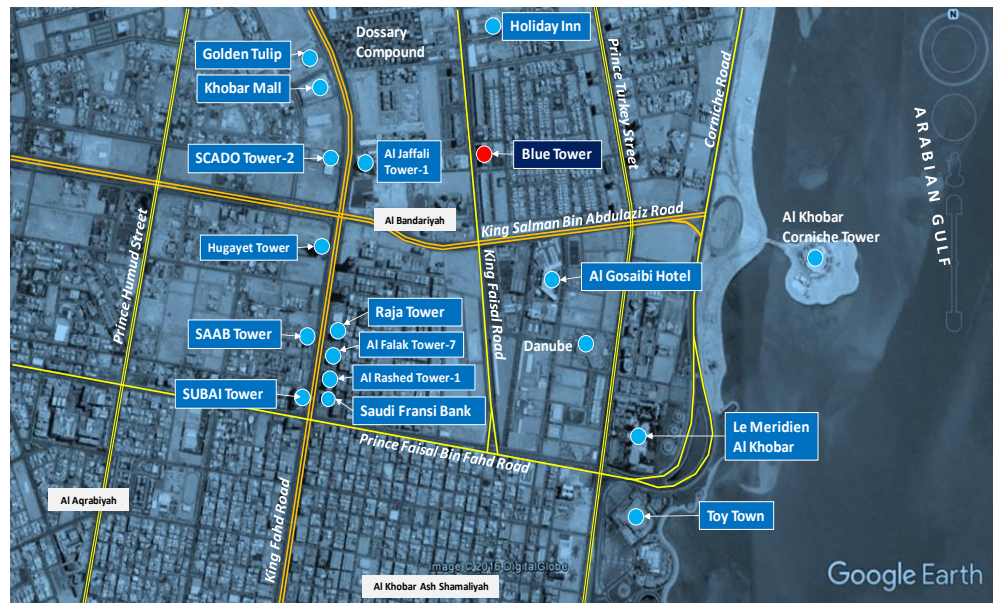 Holiday Inn
Dossary
Compound
Golden Tulip
Khobar Mall
Prince Turkey Street
Corniche Road
N
ARABIAN GULF
SCADO Tower-2
Al Jaffali
Tower-1
Blue Tower
Al Bandariyah
King Salman Bin Abdulaziz Road
Al Khobar
Corniche Tower
Prince Humud Street
Hugayet Tower
Al Gosaibi Hotel
King Faisal Road
Raja Tower
SAAB Tower
Al Falak Tower-7
Danube
Al Rashed Tower-1
SUBAI Tower
Saudi Fransi Bank
Le Meridien
Al Khobar
Prince Faisal Bin Fahd Road
Al Aqrabiyah
King Fahd Road
Toy Town
Image © 2016 DigitalGlobe
Al Khobar Ash Shamaliyah
Google Earth